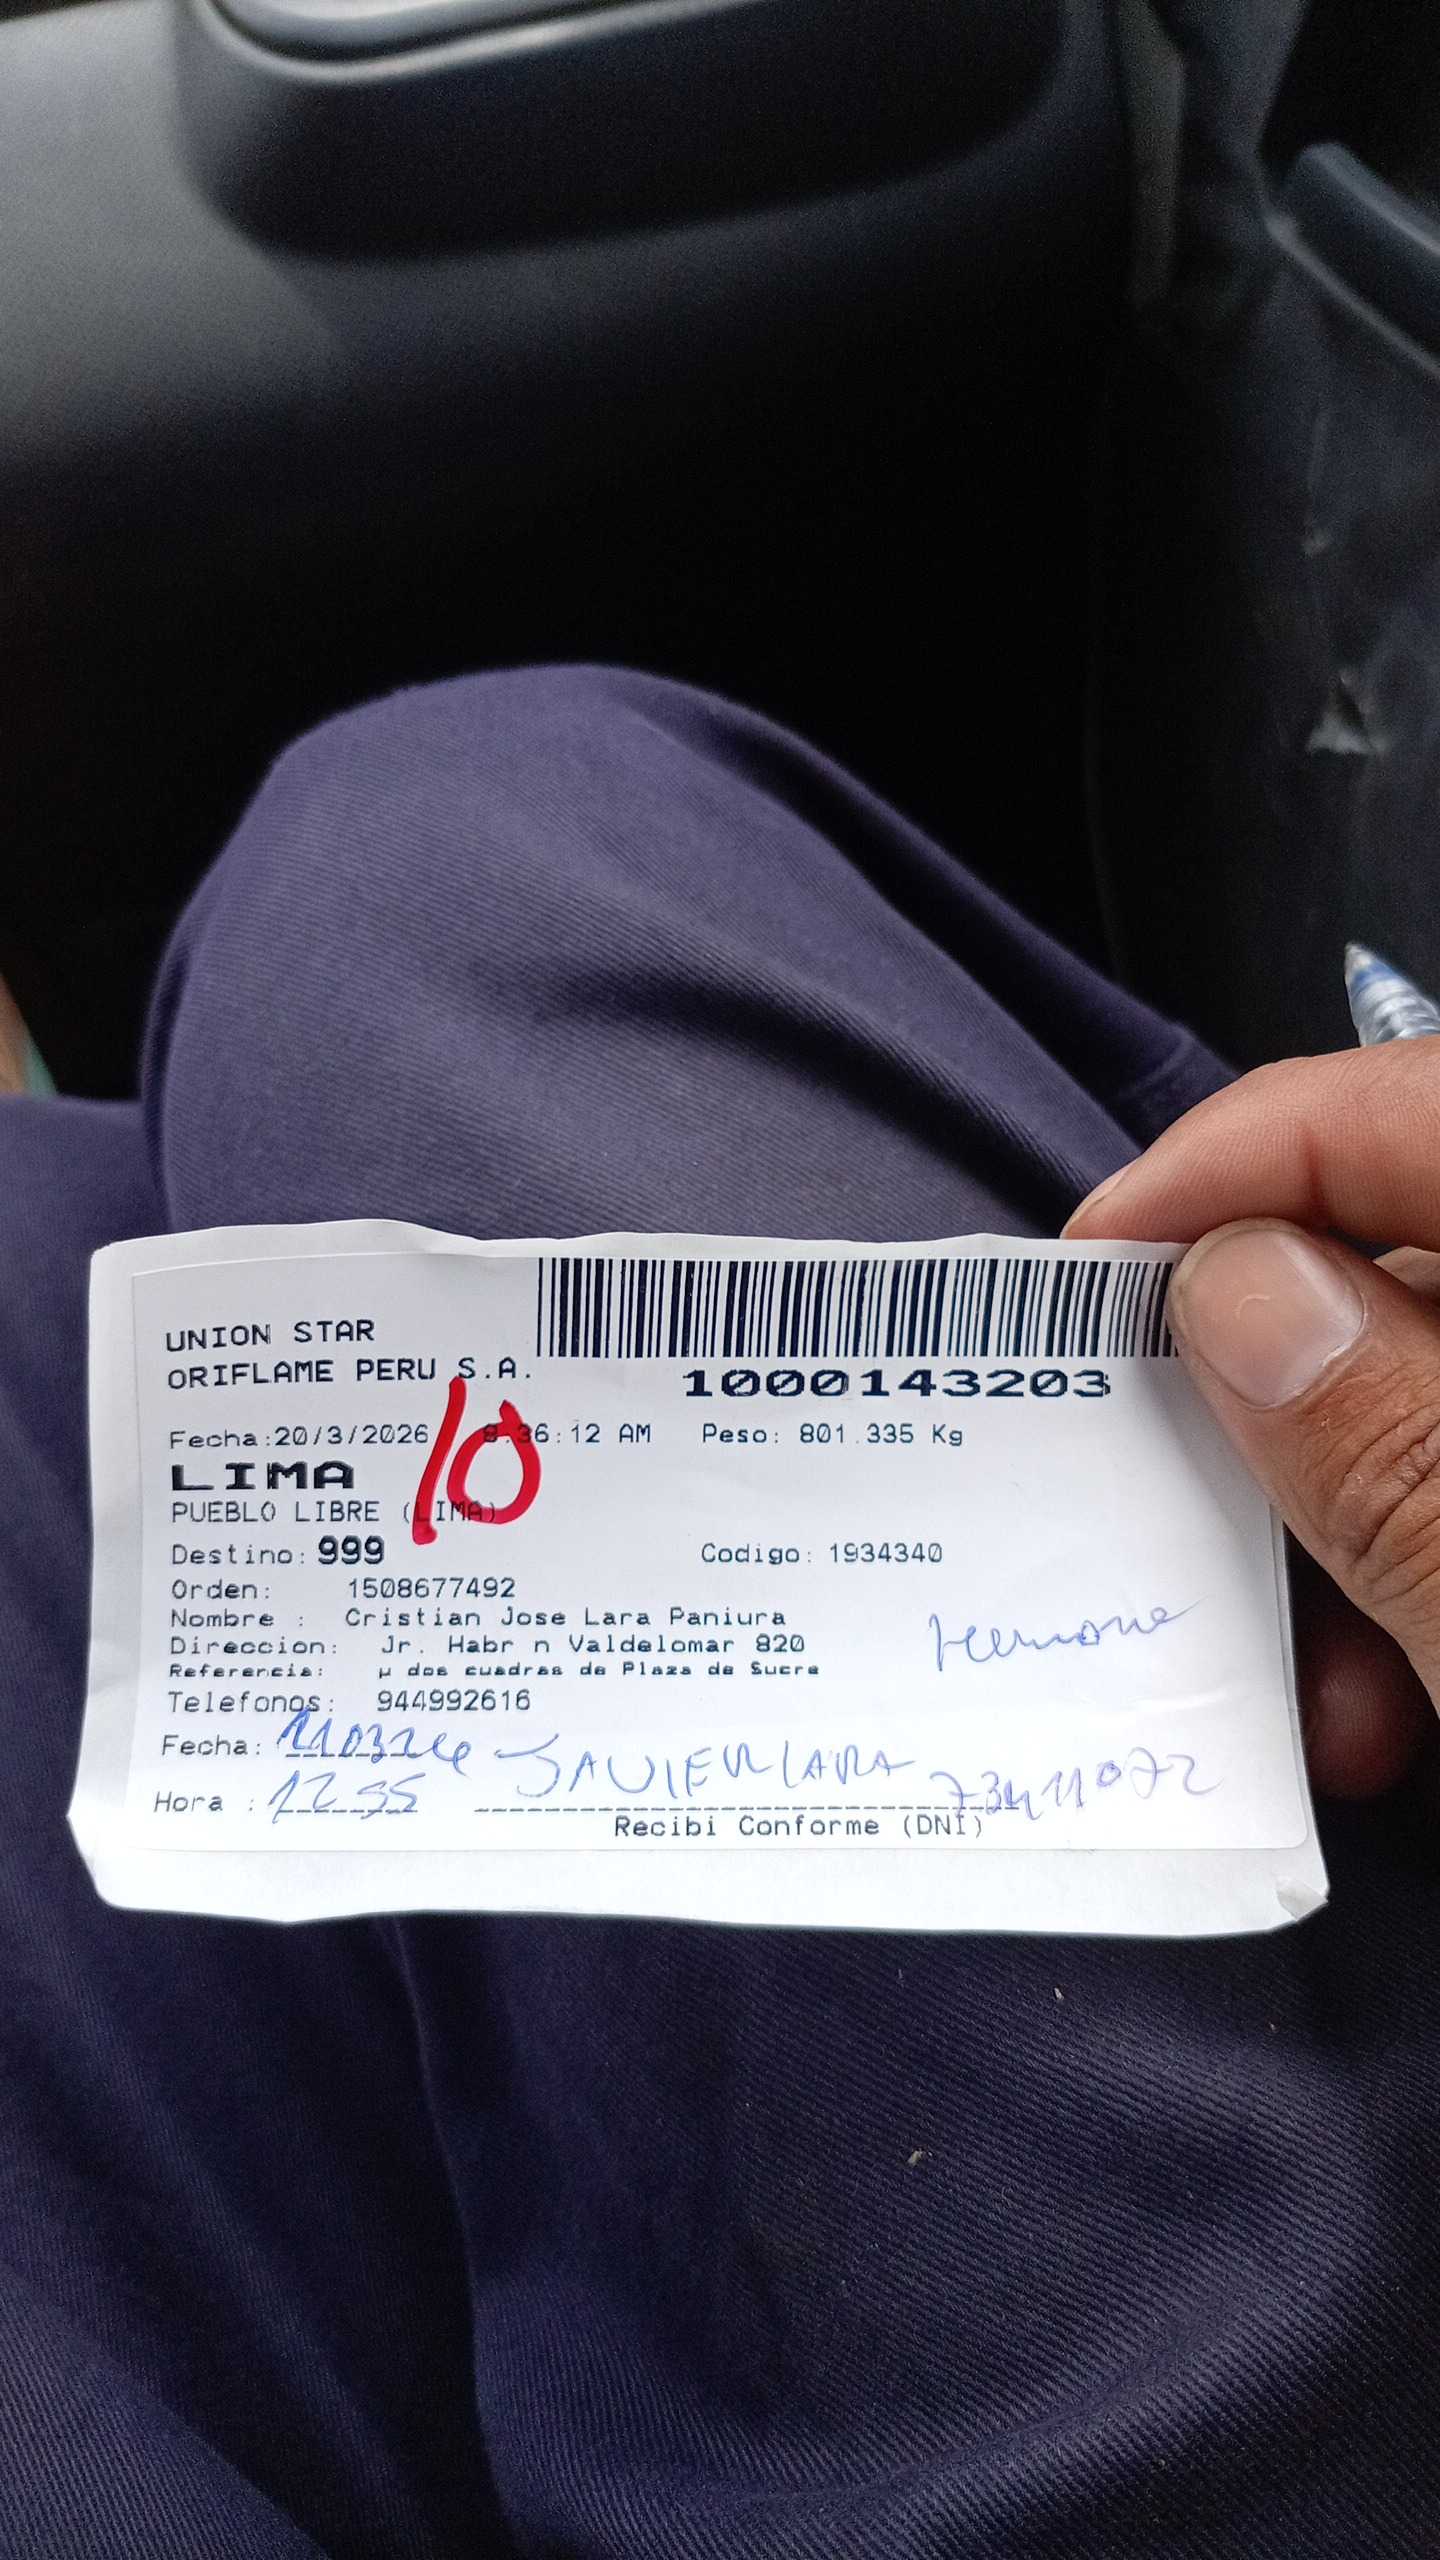 UNION STAR
ORIFLAME PERU S.A.
1000143203
Fecha:20/3/2026 8:36:12 AM Peso: 801.335 Kg
10
LIMA
PUEBLO LIBRE (LIMA)
Destino: 999 Codigo: 1934340
Orden: 1508677492
Nombre : Cristian Jose Lara Paniura
Direccion: Jr. Habr n Valdelomar 820
Referencia: µ dos cuadras de Plaza de Sucre
Telefonos: 944992616
Fecha: JAVIER LARA
Hora : 12 55
Recibi Conforme (DNI)